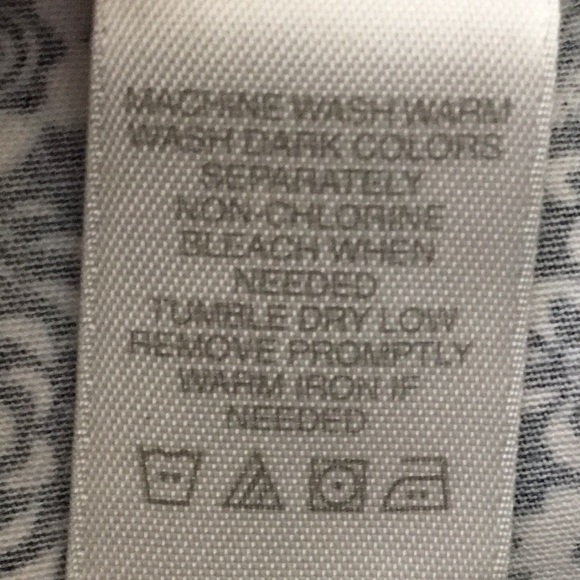 MACHINE WASH WARM
WASH DARK COLORS
SEPARATELY
NON-CHLORINE
BLEACH WHEN
NEEDED
TUMBLE DRY LOW
REMOVE PROMPTLY
WARM IRON IF
NEEDED